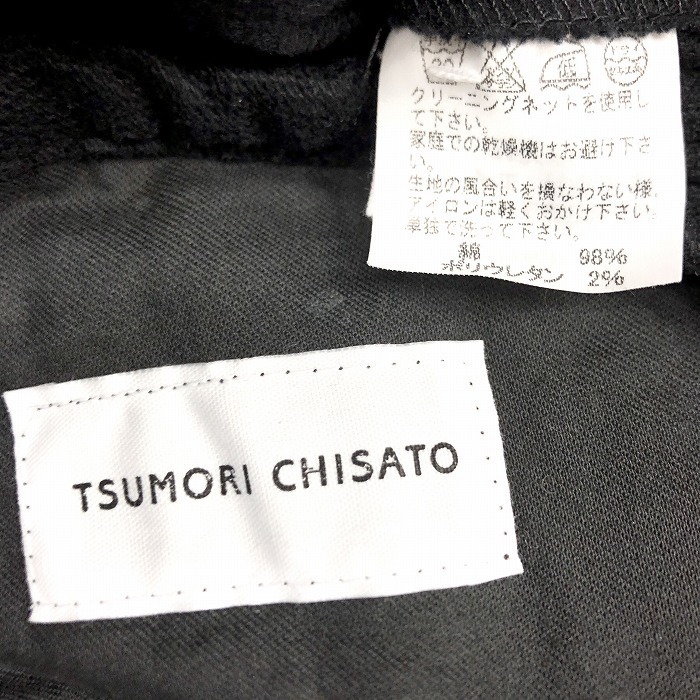 低
クリーニングネットを使用し
て下さい。
家庭での乾燥機はお避け下さい。
生地の風合いを損なわない様、
アイロンは軽くおかけ下さい。
単独で洗って下さい。
綿 98%
ポリウレタン 2%
TSUMORI CHISATO